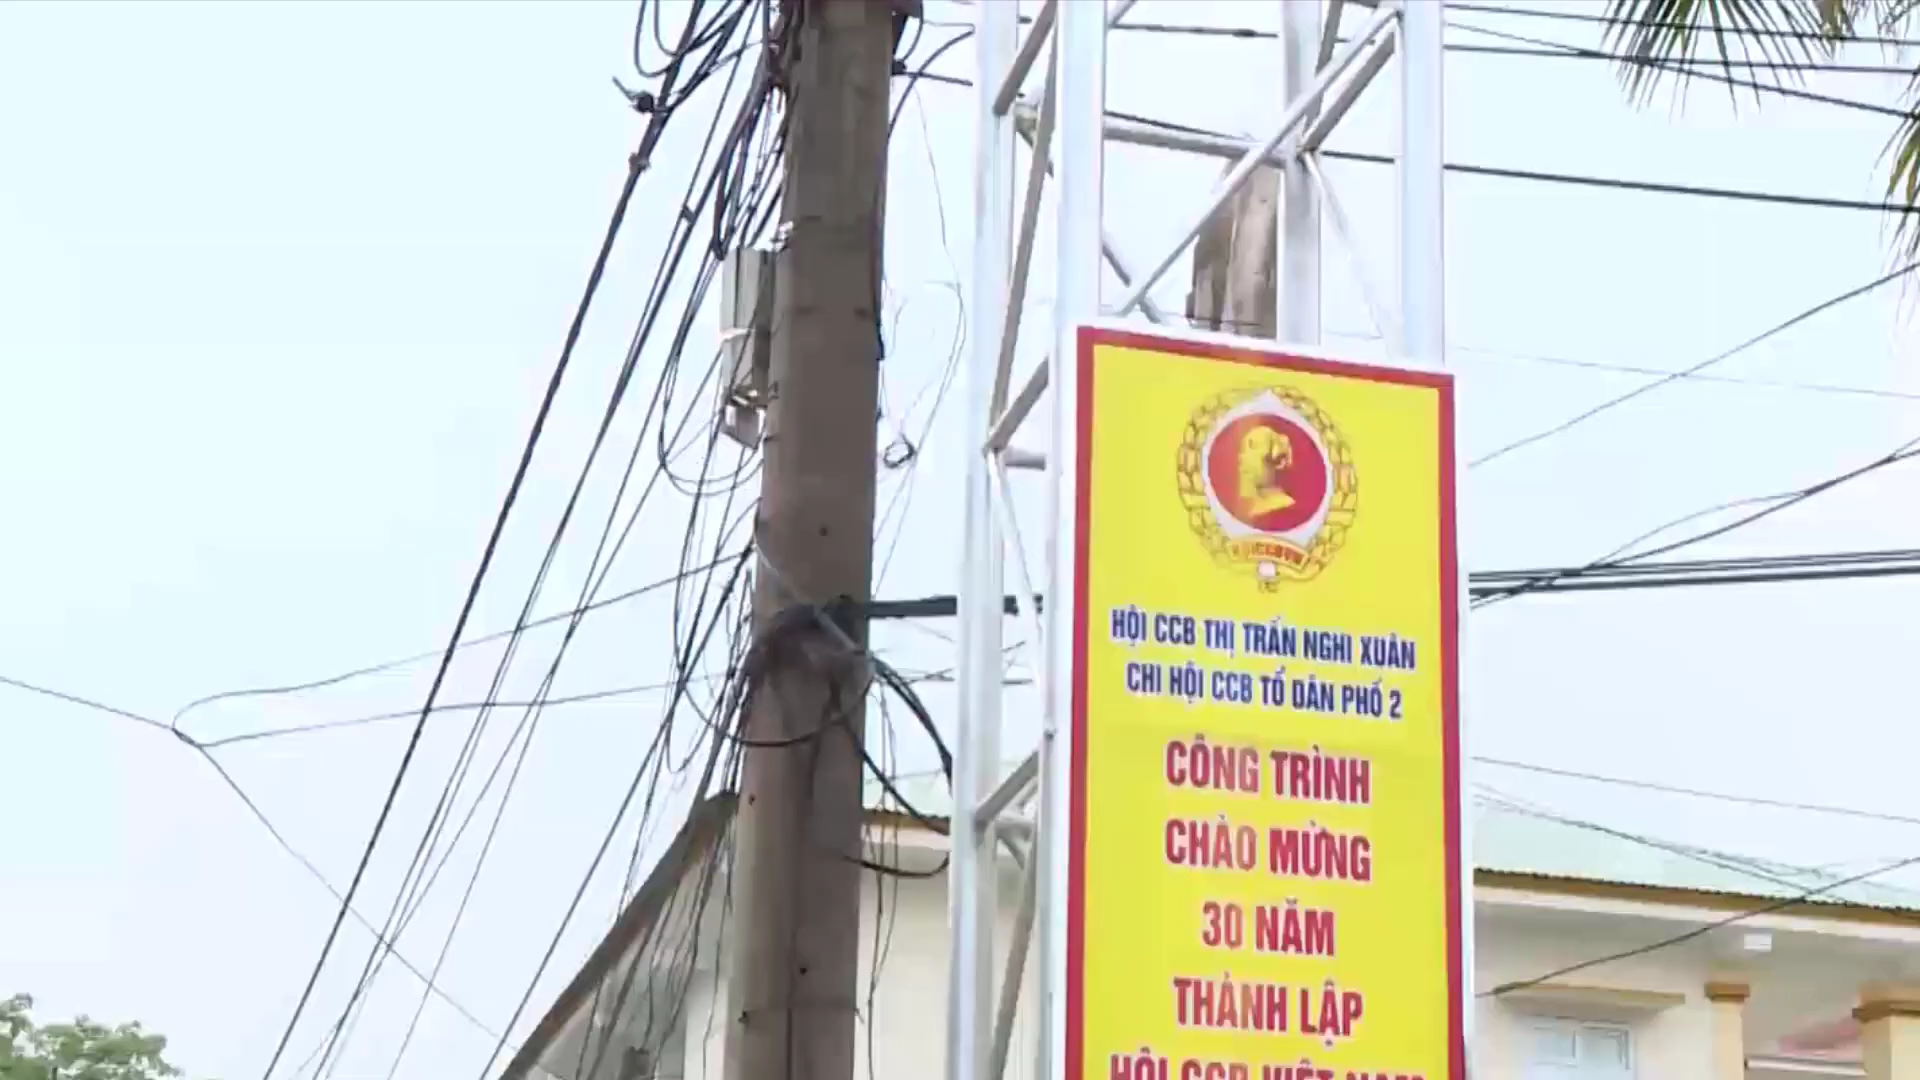 HỘI CCB THỊ TRẤN NGHI XUÂN
CHI HỘI CCB TỔ DÂN PHỐ 2
CÔNG TRÌNH
CHÀO MỪNG
30 NĂM
THÀNH LẬP
HỘI CCB VIỆT NAM